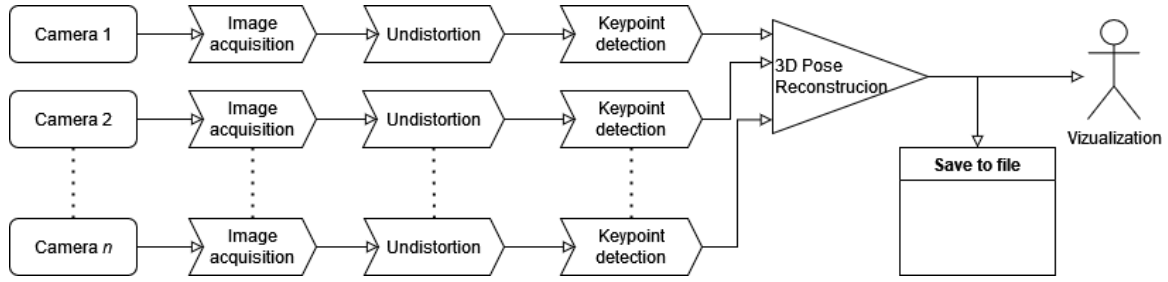 Camera 1
Image
acquisition
Undistortion
Keypoint
detection
Camera 2
Image
acquisition
Undistortion
Keypoint
detection
Camera n
Image
acquisition
Undistortion
Keypoint
detection
3D Pose
Reconstrucion
Vizualization
Save to file